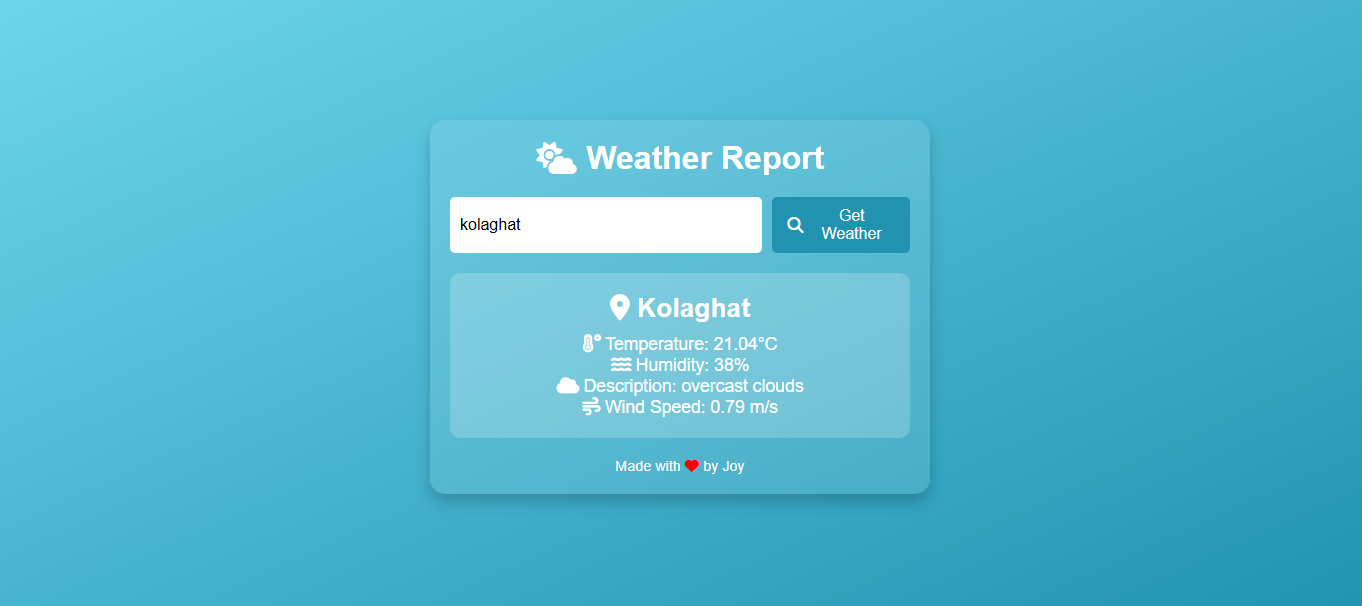 Weather Report
kolaghat
Get
Weather
Kolaghat
Temperature: 21.04°C
Humidity: 38%
Description: overcast clouds
Wind Speed: 0.79 m/s
Made with ❤ by Joy